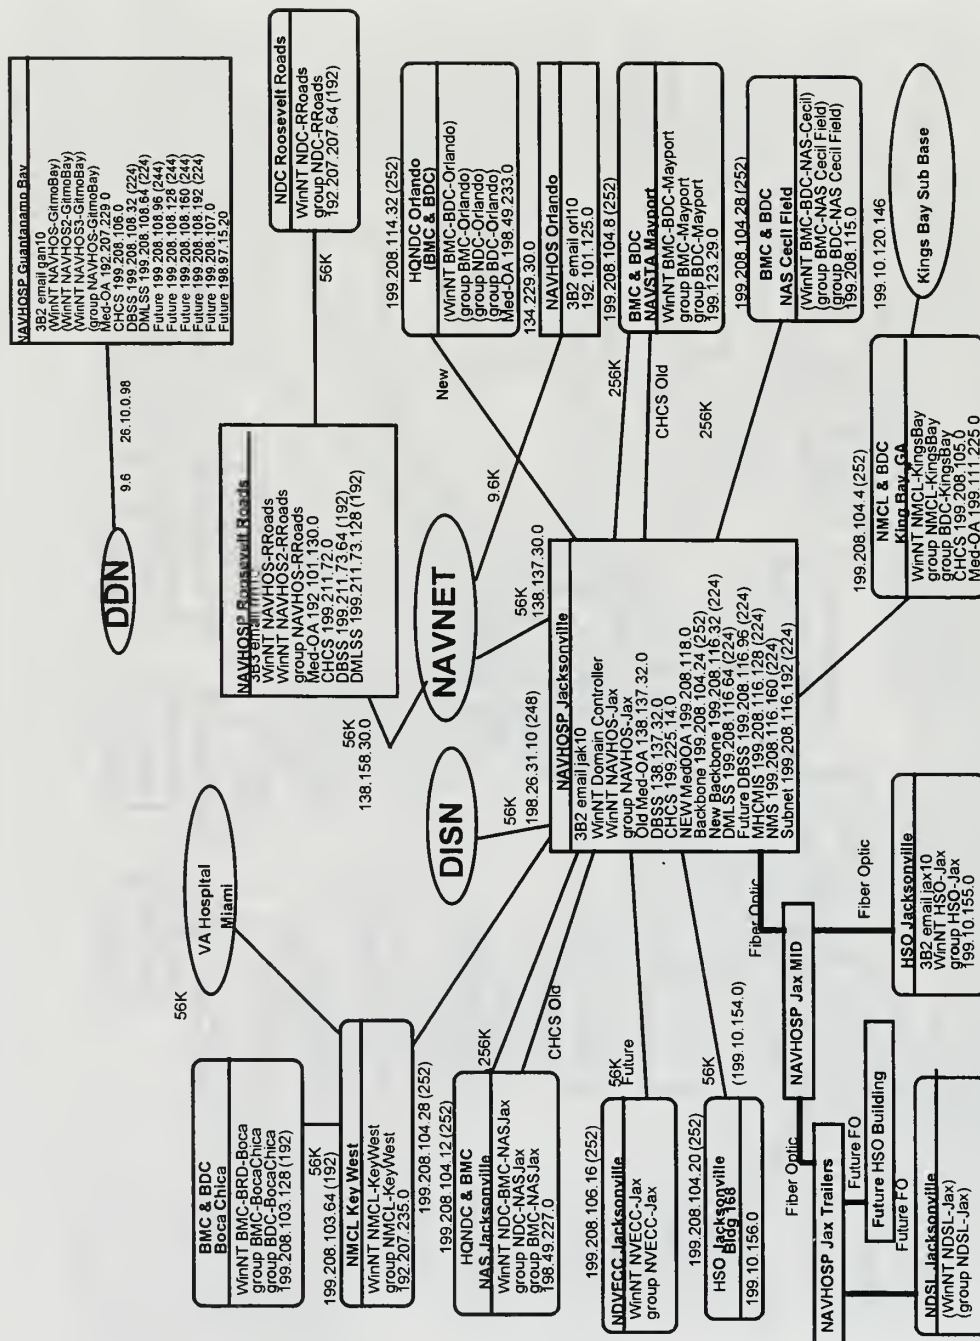 NAVHOSP Guantanamo Bay
3B2 email gan10
(WinNT NAVHOS-GitmoBay)
(WinNT NAVHOS2-GitmoBay)
(WinNT NAVHOS3-GitmoBay)
(group NAVHOS-GitmoBay)
Med-OA 192.207.229.0
CHCS 199.208.106.0
DBSS 199.208.108.32 (224)
DMLSS 199.208.108.64 (224)
Future 199.208.108.96 (244)
Future 199.208.108.128 (244)
Future 199.208.108.160 (244)
Future 199.208.108.192 (224)
Future 199.208.107.0
Future 198.97.15.20
26.10.0.98
9.6
DDN
NDC Roosevelt Roads
WinNT NDC-RRoads
group NDC-RRoads
192.207.207.64 (192)
56K
NAVHOSP Roosevelt Roads
3B3 email
WinNT NAVHOS-RRoads
WinNT NAVHOS2-RRoads
group NAVHOS-RRoads
Med-OA 192.101.130.0
CHCS 199.211.72.0
DBSS 199.211.73.64 (192)
DMLSS 199.211.73.128 (192)
56K
138.158.30.0
NAVNET
56K
138.137.30.0
9.6K
DISN
56K
198.26.31.10 (248)
VA Hospital
Miami
56K
BMC & BDC
Boca Chica
WinNT BMC-BRD-Boca
group BMC-BocaChica
group BDC-BocaChica
199.208.103.128 (192)
56K
199.208.103.64 (192)
NMCL Key West
WinNT NMCL-KeyWest
group NMCL-KeyWest
192.207.235.0
199.208.104.28 (252)
199.208.104.12 (252)
HQNDC & BMC
NAS Jacksonville
WinNT NDC-BMC-NASJax
group NDC-NASJax
group BMC-NASJax
198.49.227.0
256K
CHCS Old
199.208.106.16 (252)
NDVECC Jacksonville
WinNT NVECC-Jax
group NVECC-Jax
56K
Future
199.208.104.20 (252)
HSO Jacksonville
Bldg 168
199.10.156.0
56K
(199.10.154.0)
NAVHOSP Jacksonville
3B2 email jak10
WinNT Domain Controller
WinNT NAVHOS-Jax
group NAVHOS-Jax
Old Med-OA 138.137.32.0
DBSS 138.137.32.0
CHCS 199.225.14.0
NEW MedOA 199.208.118.0
Backbone 199.208.104.24 (252)
New Backbone 199.208.116.32 (224)
DMLSS 199.208.116.64 (224)
Future DBSS 199.208.116.96 (224)
MHCMIS 199.208.116.128 (224)
NMS 199.208.116.160 (224)
Subnet 199.208.116.192 (224)
199.208.114.32 (252)
HQNDC Orlando
(BMC & BDC)
(WinNT BMC-BDC-Orlando)
(group BMC-Orlando)
(group NDC-Orlando)
(group BDC-Orlando)
Med-OA 198.49.233.0
New
134.229.30.0
NAVHOS Orlando
3B2 email orl10
192.101.125.0
199.208.104.8 (252)
BMC & BDC
NAVSTA Mayport
WinNT BMC-BDC-Mayport
group BMC-Mayport
group BDC-Mayport
199.123.29.0
256K
CHCS Old
199.208.104.28 (252)
BMC & BDC
NAS Cecil Field
(WinNT BMC-BDC-NAS-Cecil)
(group BMC-NAS Cecil Field)
(group BDC-NAS Cecil Field)
199.208.115.0
256K
199.10.120.146
Kings Bay Sub Base
199.208.104.4 (252)
NMCL & BDC
King Bay, GA
WinNT NMCL-KingsBay
group NMCL-KingsBay
group BDC-KingsBay
CHCS 199.208.105.0
Med-OA 199.111.225.0
Fiber Optic
NAVHOSP Jax MID
Fiber Optic
HSO Jacksonville
3B2 email jax10
WinNT HSO-Jax
group HSO-Jax
199.10.155.0
Fiber Optic
NAVHOSP Jax Trailers
Future FO
Future HSO Building
Future FO
NDSL Jacksonville
(WinNT NDSL-Jax)
(group NDSL-Jax)